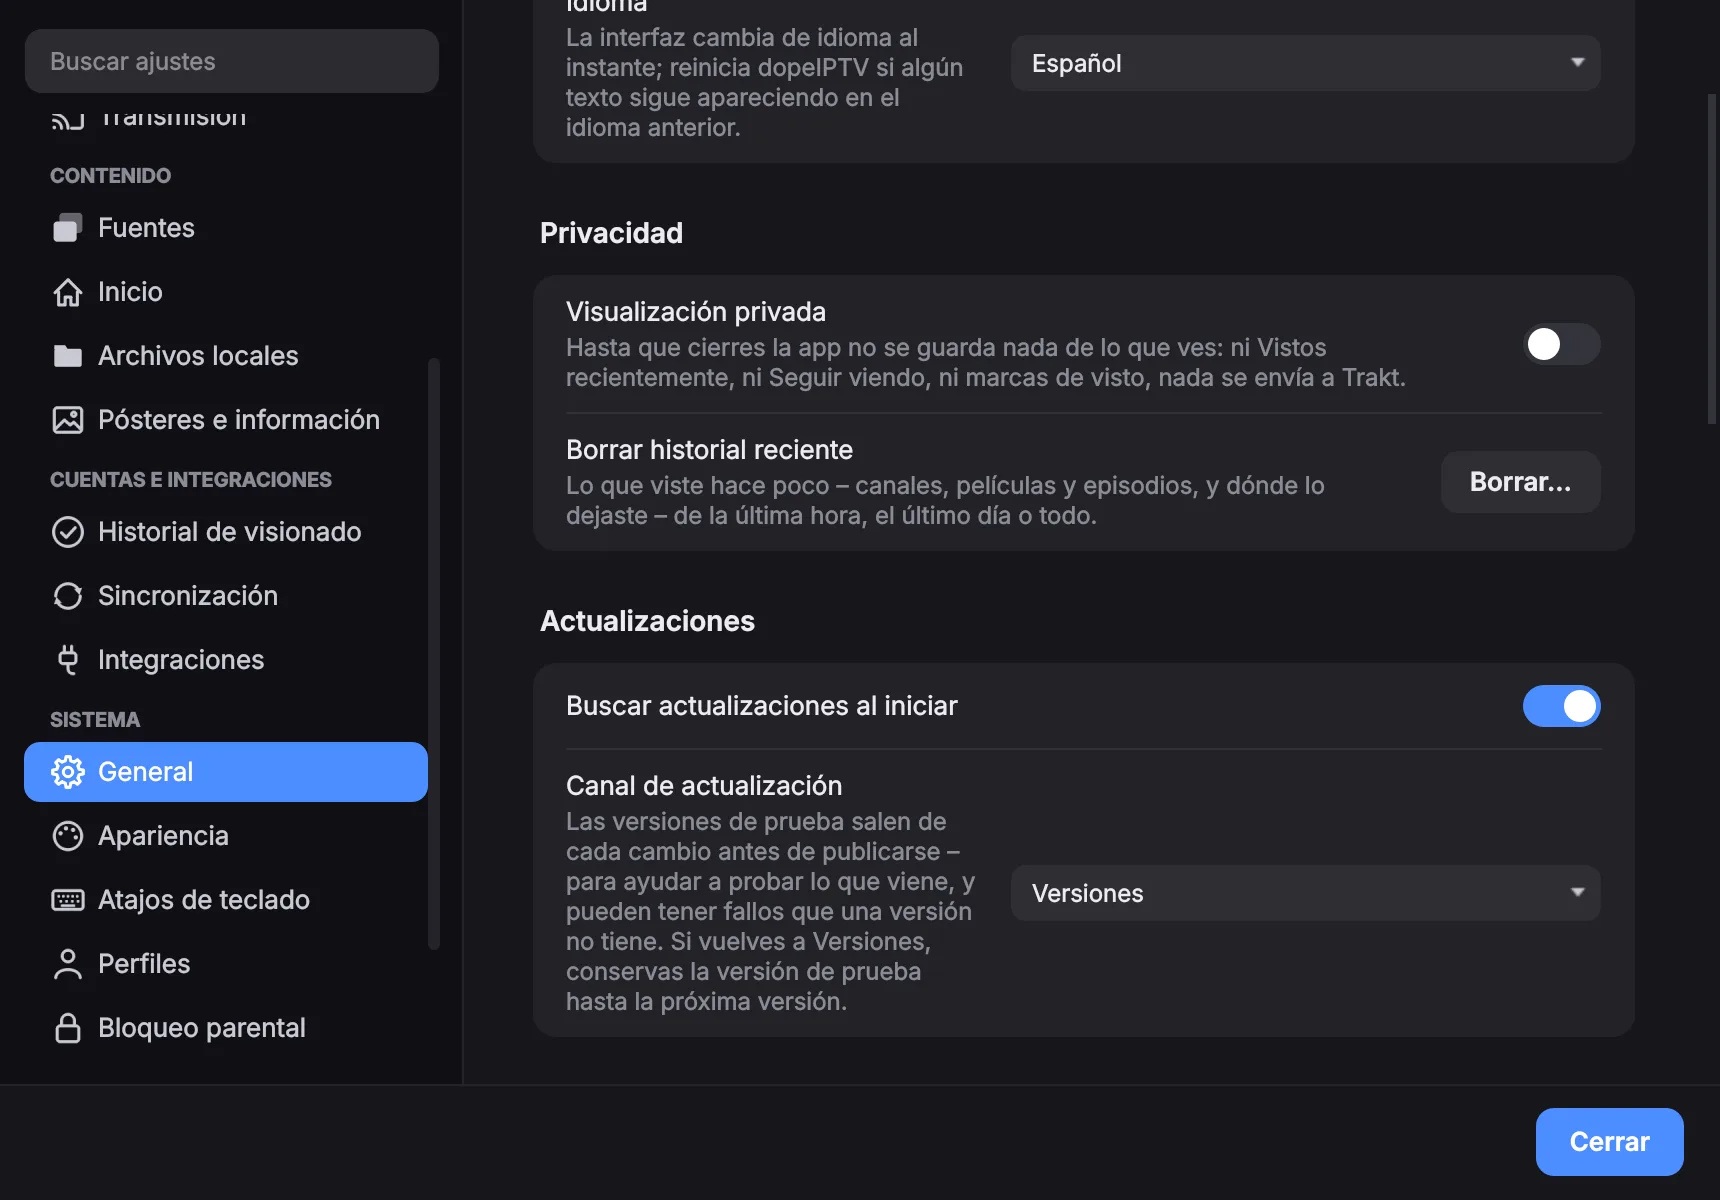 Buscar ajustes
Transmisión
CONTENIDO
Fuentes
Inicio
Archivos locales
Pósteres e información
CUENTAS E INTEGRACIONES
Historial de visionado
Sincronización
Integraciones
SISTEMA
General
Apariencia
Atajos de teclado
Perfiles
Bloqueo parental
Idioma
La interfaz cambia de idioma al
instante; reinicia dopeIPTV si algún
texto sigue apareciendo en el
idioma anterior.
Español
Privacidad
Visualización privada
Hasta que cierres la app no se guarda nada de lo que ves: ni Vistos
recientemente, ni Seguir viendo, ni marcas de visto, nada se envía a Trakt.
Borrar historial reciente
Lo que viste hace poco – canales, películas y episodios, y dónde lo
dejaste – de la última hora, el último día o todo.
Borrar...
Actualizaciones
Buscar actualizaciones al iniciar
Canal de actualización
Las versiones de prueba salen de
cada cambio antes de publicarse –
para ayudar a probar lo que viene, y
pueden tener fallos que una versión
no tiene. Si vuelves a Versiones,
conservas la versión de prueba
hasta la próxima versión.
Versiones
Cerrar